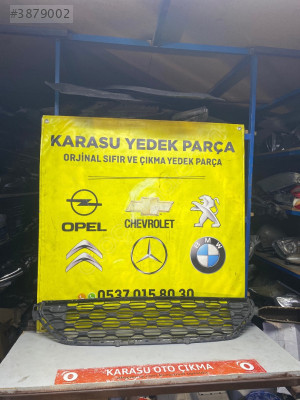 #3879002
KARASU YEDEK PARÇA
ORJİNAL SIFIR VE ÇIKMA YEDEK PARÇA
OPEL
CHEVROLET
BMW
0537 015 80 30
KARASU OTO ÇIKMA